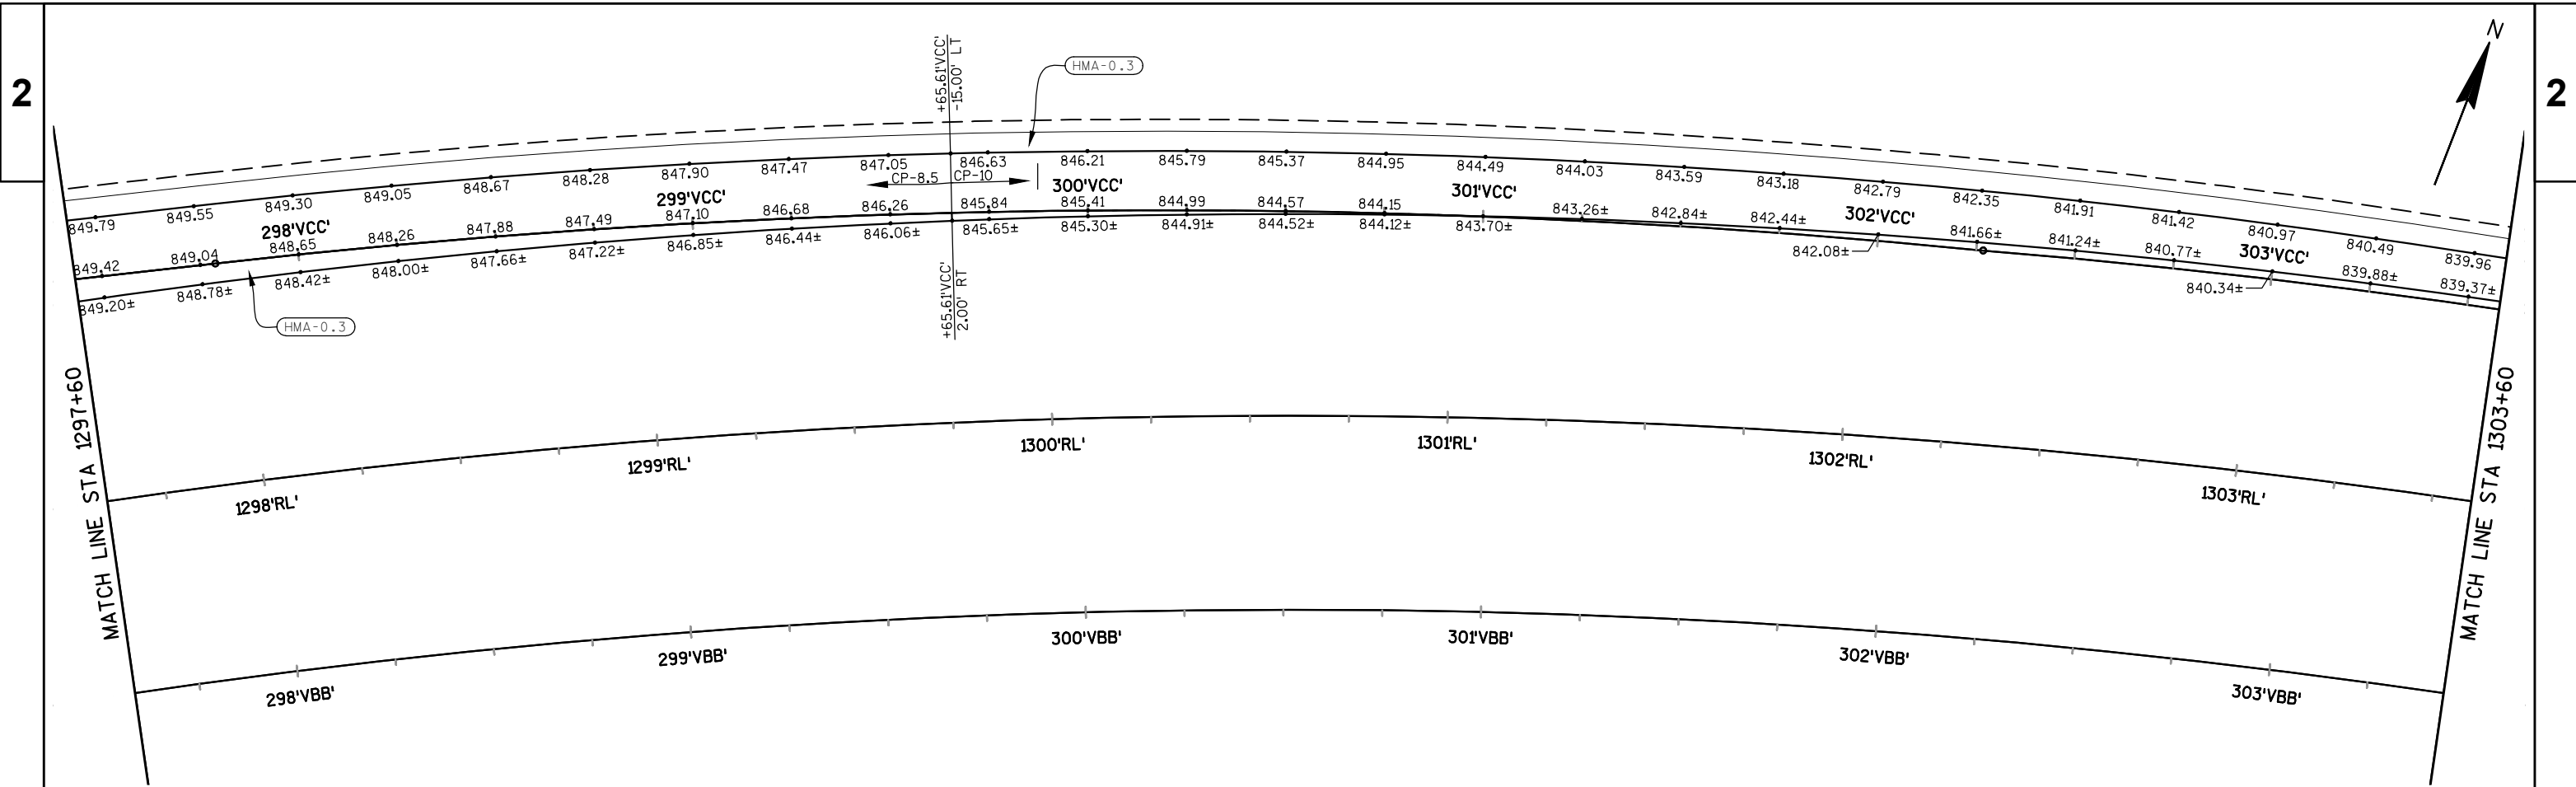 2
2
N
+65.61'VCC'
-15.00' LT
HMA-0.3
849.79 849.55 849.30 849.05 848.67 848.28 847.90 847.47 847.05 846.63 846.21 845.79 845.37 844.95 844.49 844.03 843.59 843.18 842.79 842.35 841.91 841.42 840.97 840.49 839.96
CP-8.5 CP-10
298'VCC' 299'VCC' 300'VCC' 301'VCC' 302'VCC' 303'VCC'
849.42 849.04 848.65 848.26 847.88 847.49 847.10 846.68 846.26 845.84 845.41 844.99 844.57 844.15 843.26± 842.84± 842.44± 842.08± 841.66± 841.24± 840.77± 840.34± 839.88± 839.37±
849.20± 848.78± 848.42± 848.00± 847.66± 847.22± 846.85± 846.44± 846.06± 845.65± 845.30± 844.91± 844.52± 844.12± 843.70±
+65.61'VCC'
2.00' RT
HMA-0.3
MATCH LINE STA 1297+60
MATCH LINE STA 1303+60
1298'RL' 1299'RL' 1300'RL' 1301'RL' 1302'RL' 1303'RL'
298'VBB' 299'VBB' 300'VBB' 301'VBB' 302'VBB' 303'VBB'